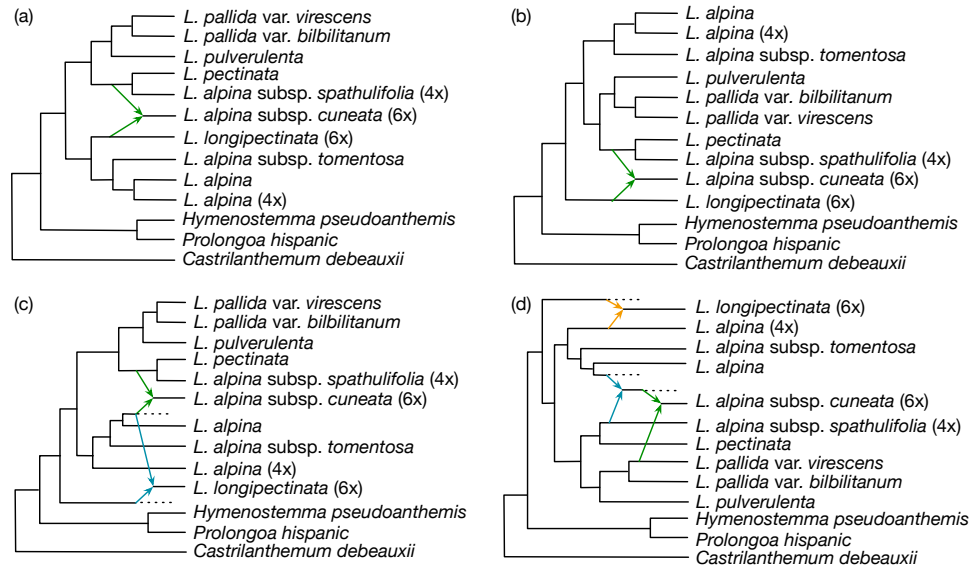 (a)
L. pallida var. virescens
L. pallida var. bilbilitanum
L. pulverulenta
L. pectinata
L. alpina subsp. spathulifolia (4x)
L. alpina subsp. cuneata (6x)
L. longipectinata (6x)
L. alpina subsp. tomentosa
L. alpina
L. alpina (4x)
Hymenostemma pseudoanthemis
Prolongoa hispanic
Castrilanthemum debeauxii
(b)
L. alpina
L. alpina (4x)
L. alpina subsp. tomentosa
L. pulverulenta
L. pallida var. bilbilitanum
L. pallida var. virescens
L. pectinata
L. alpina subsp. spathulifolia (4x)
L. alpina subsp. cuneata (6x)
L. longipectinata (6x)
Hymenostemma pseudoanthemis
Prolongoa hispanic
Castrilanthemum debeauxii
(c)
L. pallida var. virescens
L. pallida var. bilbilitanum
L. pulverulenta
L. pectinata
L. alpina subsp. spathulifolia (4x)
L. alpina subsp. cuneata (6x)
L. alpina
L. alpina subsp. tomentosa
L. alpina (4x)
L. longipectinata (6x)
Hymenostemma pseudoanthemis
Prolongoa hispanic
Castrilanthemum debeauxii
(d)
L. longipectinata (6x)
L. alpina (4x)
L. alpina subsp. tomentosa
L. alpina
L. alpina subsp. cuneata (6x)
L. alpina subsp. spathulifolia (4x)
L. pectinata
L. pallida var. virescens
L. pallida var. bilbilitanum
L. pulverulenta
Hymenostemma pseudoanthemis
Prolongoa hispanic
Castrilanthemum debeauxii